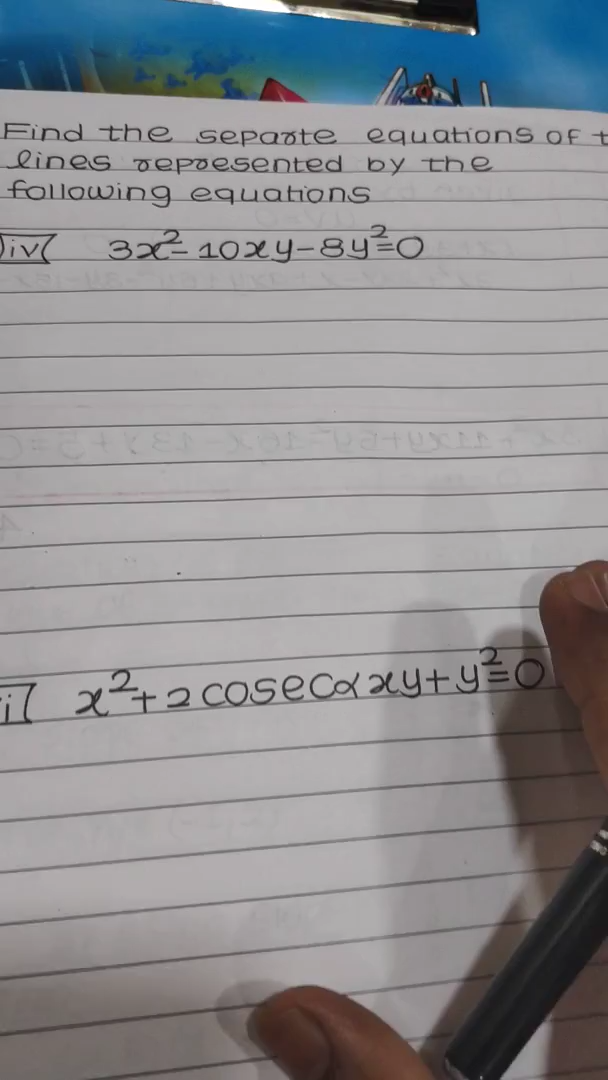 Find the separate equations of t
lines represented by the
following equations
iv 3x²-10xy-8y²=0
i x²+2cosecα xy+y²=0